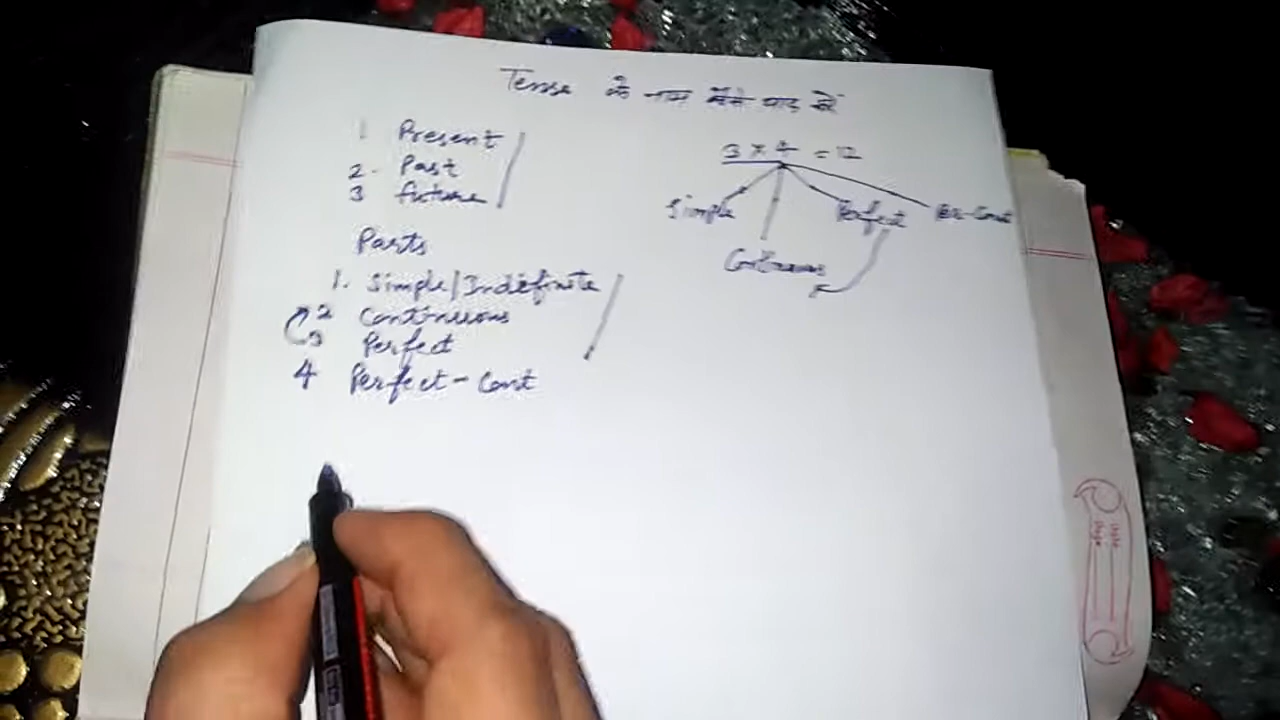 Tense के नाम कैसे याद करें
1 Present
2. Past
3 future
Parts
1. Simple/Indefinite
2 Continuous
3 Perfect
4 Perfect-Cont
3 x 4 = 12
Simple Perfect Per-Cont
Continuous